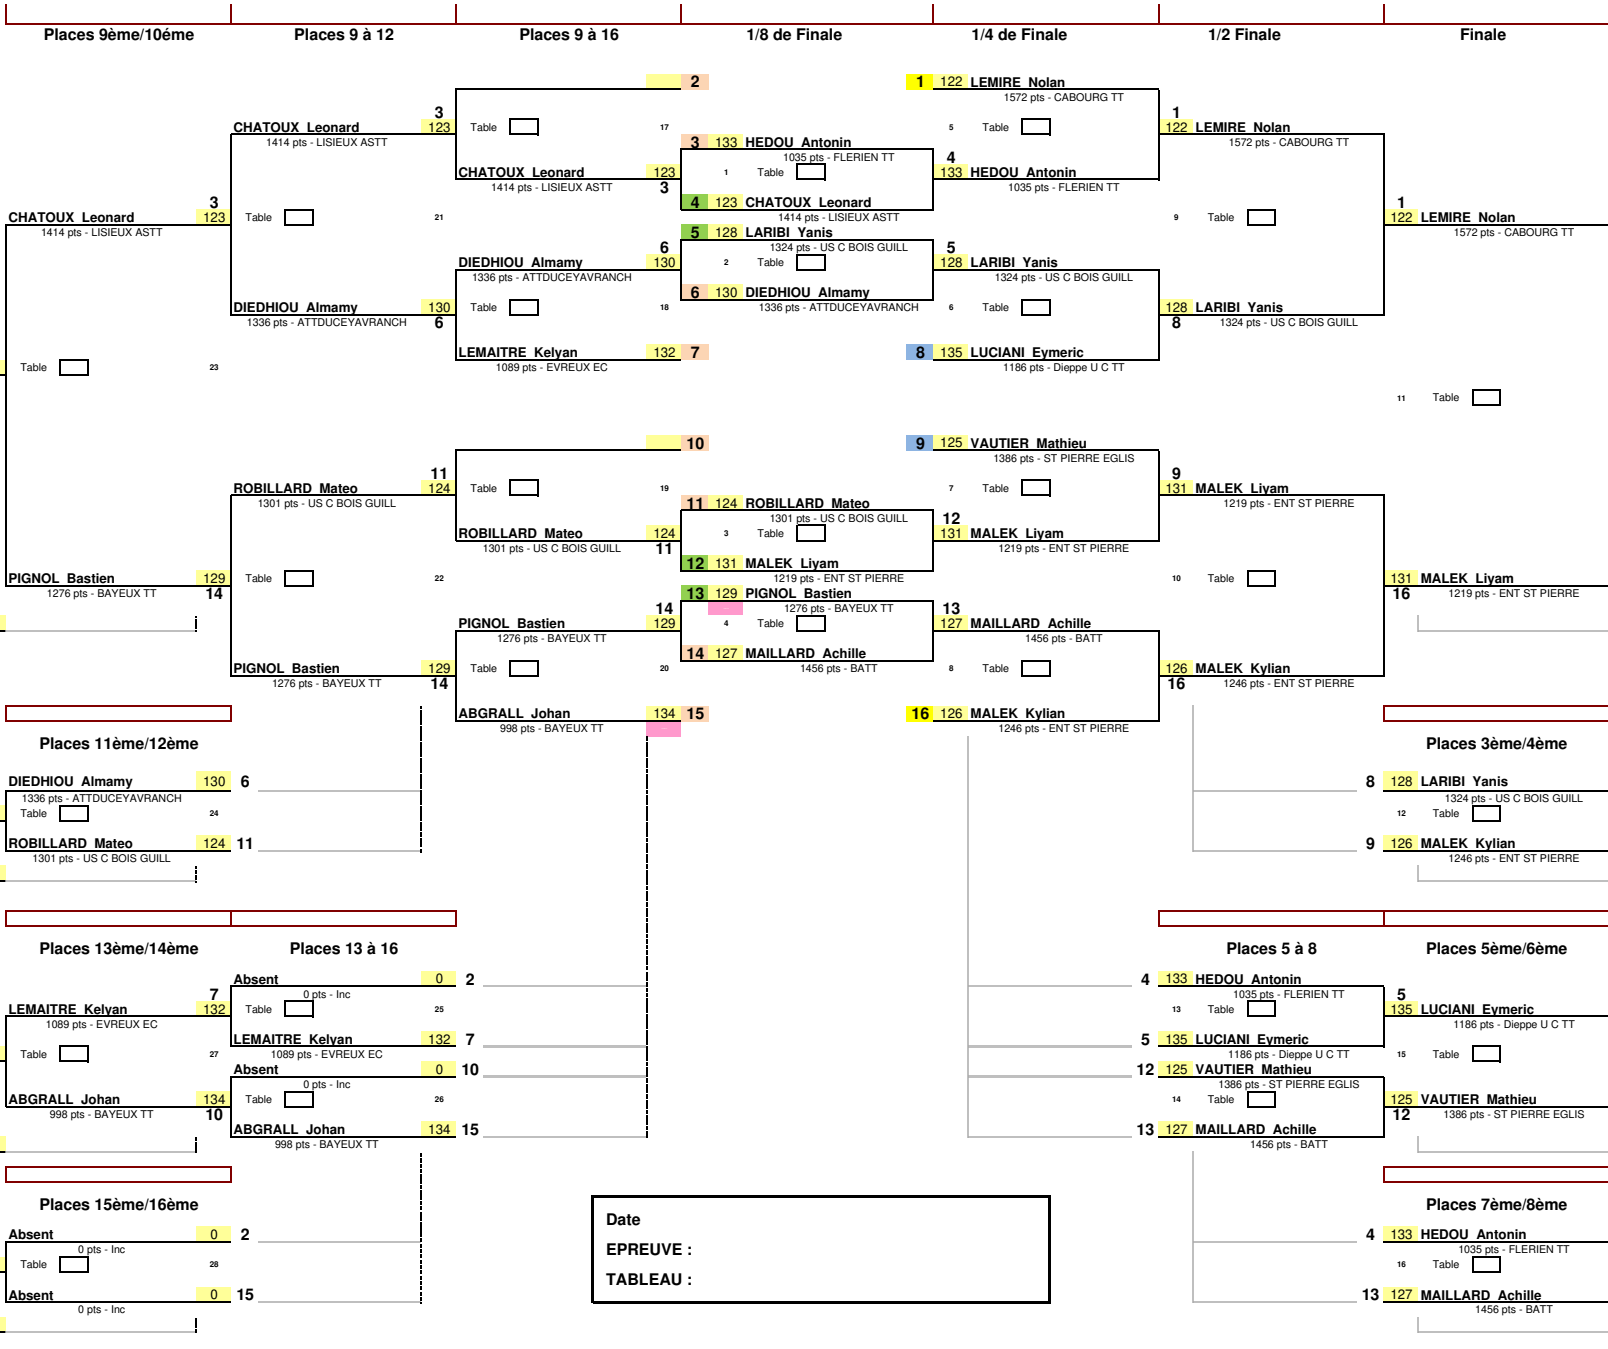 Places 9ème/10éme Places 9 à 12 Places 9 à 16 1/8 de Finale 1/4 de Finale 1/2 Finale Finale
2 1 122 LEMIRE Nolan
1572 pts - CABOURG TT
3 1
CHATOUX Leonard 123 Table 17 5 Table 122 LEMIRE Nolan
1414 pts - LISIEUX ASTT 3 133 HEDOU Antonin 1572 pts - CABOURG TT
1035 pts - FLERIEN TT 4
CHATOUX Leonard 123 1 Table 133 HEDOU Antonin
1414 pts - LISIEUX ASTT 3 1035 pts - FLERIEN TT
3 4 123 CHATOUX Leonard 1
CHATOUX Leonard 123 Table 21 1414 pts - LISIEUX ASTT 9 Table 122 LEMIRE Nolan
1414 pts - LISIEUX ASTT 5 128 LARIBI Yanis 1572 pts - CABOURG TT
6 1324 pts - US C BOIS GUILL 5
DIEDHIOU Almamy 130 2 Table 128 LARIBI Yanis
1336 pts - ATTDUCEYAVRANCH 1324 pts - US C BOIS GUILL
6 130 DIEDHIOU Almamy
DIEDHIOU Almamy 130 Table 18 1336 pts - ATTDUCEYAVRANCH 6 Table 128 LARIBI Yanis
1336 pts - ATTDUCEYAVRANCH 6 8 1324 pts - US C BOIS GUILL
LEMAITRE Kelyan 132 7 8 135 LUCIANI Eymeric
Table 23 1089 pts - EVREUX EC 1186 pts - Dieppe U C TT
11 Table
10 9 125 VAUTIER Mathieu
1386 pts - ST PIERRE EGLIS
11 9
ROBILLARD Mateo 124 Table 19 7 Table 131 MALEK Liyam
1301 pts - US C BOIS GUILL 11 124 ROBILLARD Mateo 1219 pts - ENT ST PIERRE
1301 pts - US C BOIS GUILL 12
ROBILLARD Mateo 124 3 Table 131 MALEK Liyam
1301 pts - US C BOIS GUILL 11 1219 pts - ENT ST PIERRE
12 131 MALEK Liyam
PIGNOL Bastien 129 Table 22 1219 pts - ENT ST PIERRE 10 Table 131 MALEK Liyam
1276 pts - BAYEUX TT 14 13 129 PIGNOL Bastien 16 1219 pts - ENT ST PIERRE
14 1276 pts - BAYEUX TT 13
PIGNOL Bastien 129 4 Table 127 MAILLARD Achille
1276 pts - BAYEUX TT 1456 pts - BATT
14 127 MAILLARD Achille
PIGNOL Bastien 129 Table 20 1456 pts - BATT 8 Table 126 MALEK Kylian
1276 pts - BAYEUX TT 14 16 1246 pts - ENT ST PIERRE
ABGRALL Johan 134 15 16 126 MALEK Kylian
998 pts - BAYEUX TT 1246 pts - ENT ST PIERRE
Places 11ème/12ème Places 3ème/4ème
DIEDHIOU Almamy 130 6 8 128 LARIBI Yanis
1336 pts - ATTDUCEYAVRANCH 1324 pts - US C BOIS GUILL
Table 24 12 Table
ROBILLARD Mateo 124 11 9 126 MALEK Kylian
1301 pts - US C BOIS GUILL 1246 pts - ENT ST PIERRE
Places 13ème/14ème Places 13 à 16 Places 5 à 8 Places 5ème/6ème
Absent 0 2 4 133 HEDOU Antonin
7 0 pts - Inc 1035 pts - FLERIEN TT 5
LEMAITRE Kelyan 132 Table 25 13 Table 135 LUCIANI Eymeric
1089 pts - EVREUX EC 1186 pts - Dieppe U C TT
LEMAITRE Kelyan 132 7 5 135 LUCIANI Eymeric
Table 27 1089 pts - EVREUX EC 1186 pts - Dieppe U C TT 15 Table
Absent 0 10 12 125 VAUTIER Mathieu
0 pts - Inc 1386 pts - ST PIERRE EGLIS
ABGRALL Johan 134 Table 26 14 Table 125 VAUTIER Mathieu
998 pts - BAYEUX TT 10 12 1386 pts - ST PIERRE EGLIS
ABGRALL Johan 134 15 13 127 MAILLARD Achille
998 pts - BAYEUX TT 1456 pts - BATT
Places 15ème/16ème Places 7ème/8ème
Absent 0 2 4 133 HEDOU Antonin
0 pts - Inc 1035 pts - FLERIEN TT
Table 28 16 Table
Absent 0 15 13 127 MAILLARD Achille
0 pts - Inc 1456 pts - BATT
Date
EPREUVE :
TABLEAU :